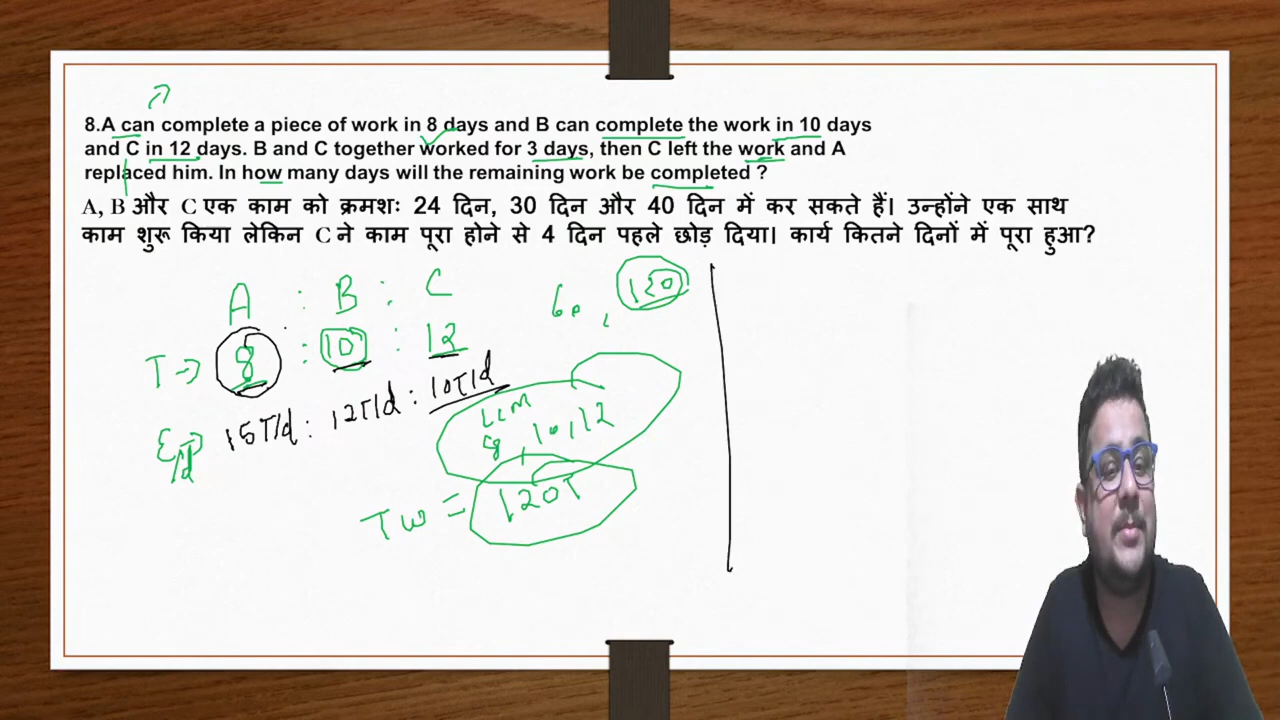 8.A can complete a piece of work in 8 days and B can complete the work in 10 days
and C in 12 days. B and C together worked for 3 days, then C left the work and A
replaced him. In how many days will the remaining work be completed ?
A, B और C एक काम को क्रमशः 24 दिन, 30 दिन और 40 दिन में कर सकते हैं। उन्होंने एक साथ
काम शुरू किया लेकिन C ने काम पूरा होने से 4 दिन पहले छोड़ दिया। कार्य कितने दिनों में पूरा हुआ?
A : B : C
60, 120
T → 8 : 10 : 12
15T/d : 12T/d : 10T/d
LCM
8, 10, 12
TW = 120T